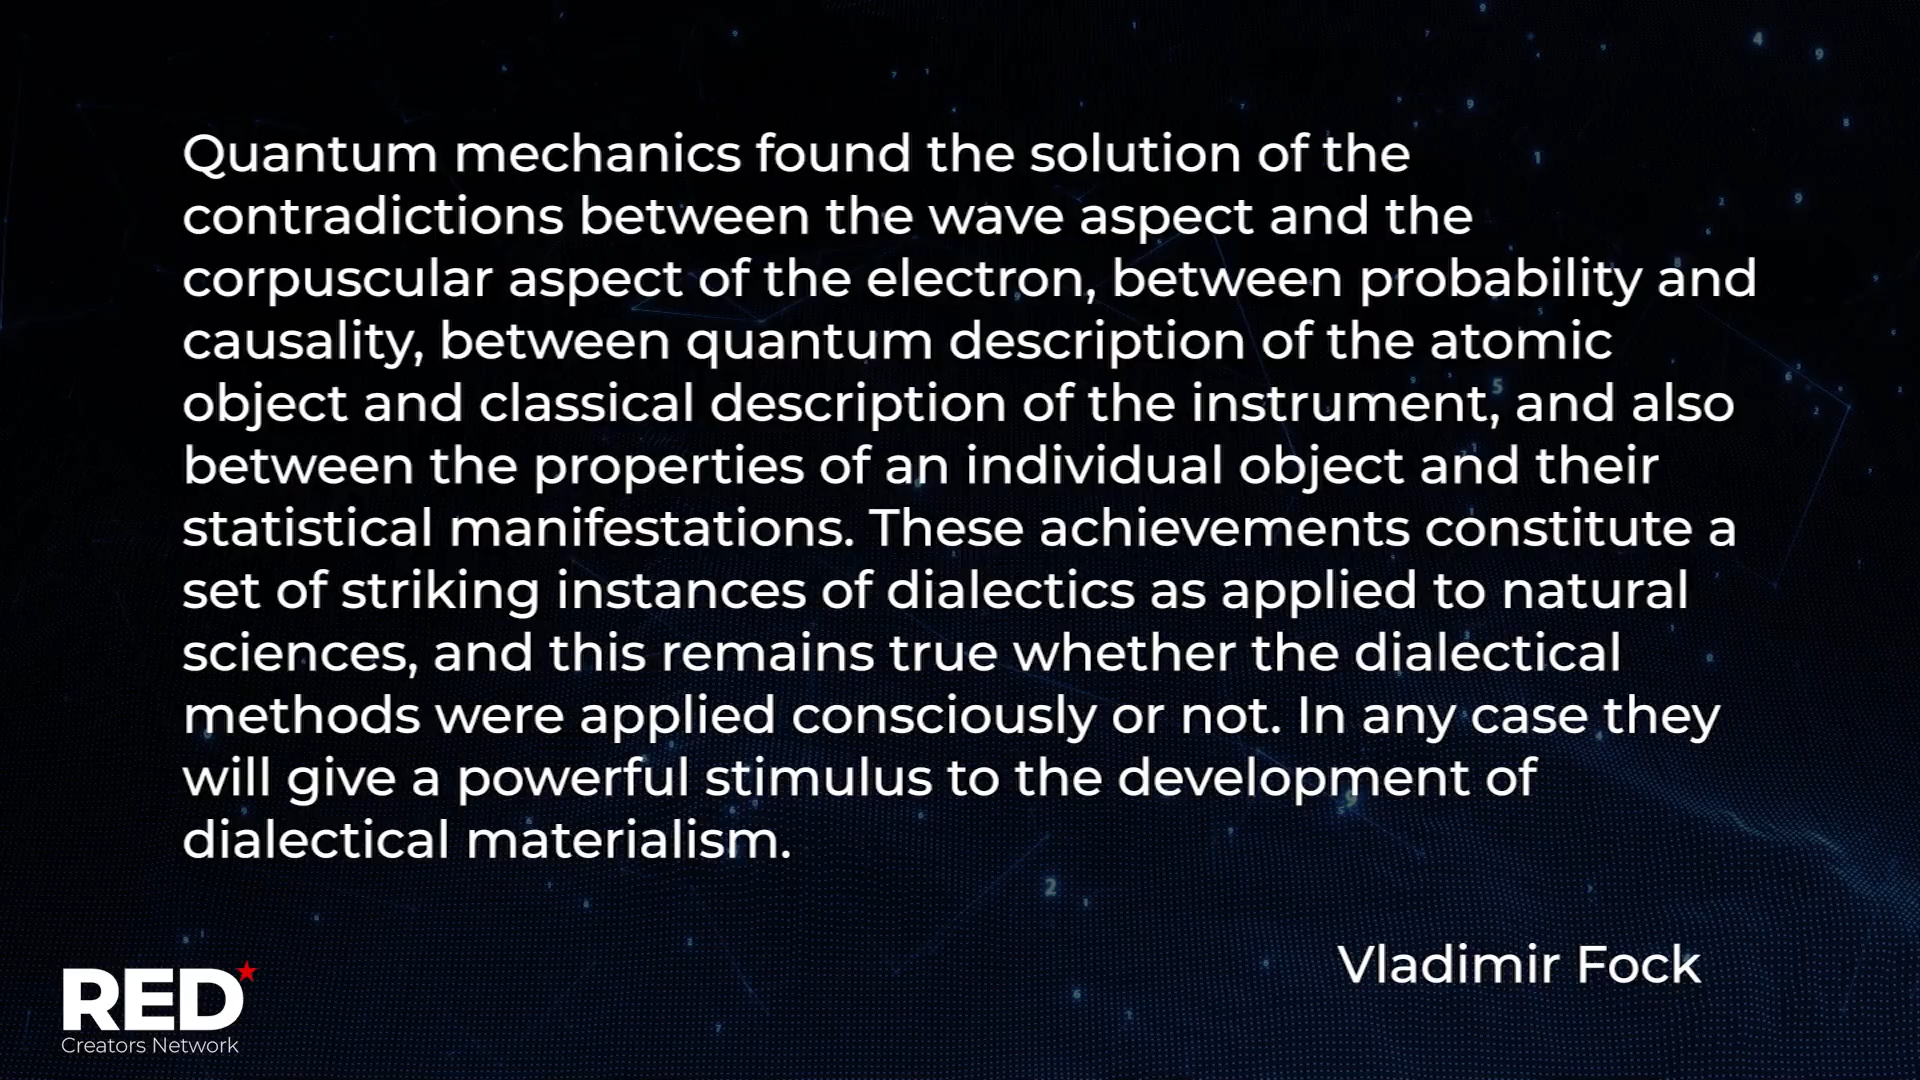 Quantum mechanics found the solution of the
contradictions between the wave aspect and the
corpuscular aspect of the electron, between probability and
causality, between quantum description of the atomic
object and classical description of the instrument, and also
between the properties of an individual object and their
statistical manifestations. These achievements constitute a
set of striking instances of dialectics as applied to natural
sciences, and this remains true whether the dialectical
methods were applied consciously or not. In any case they
will give a powerful stimulus to the development of
dialectical materialism.
Vladimir Fock
RED
Creators Network